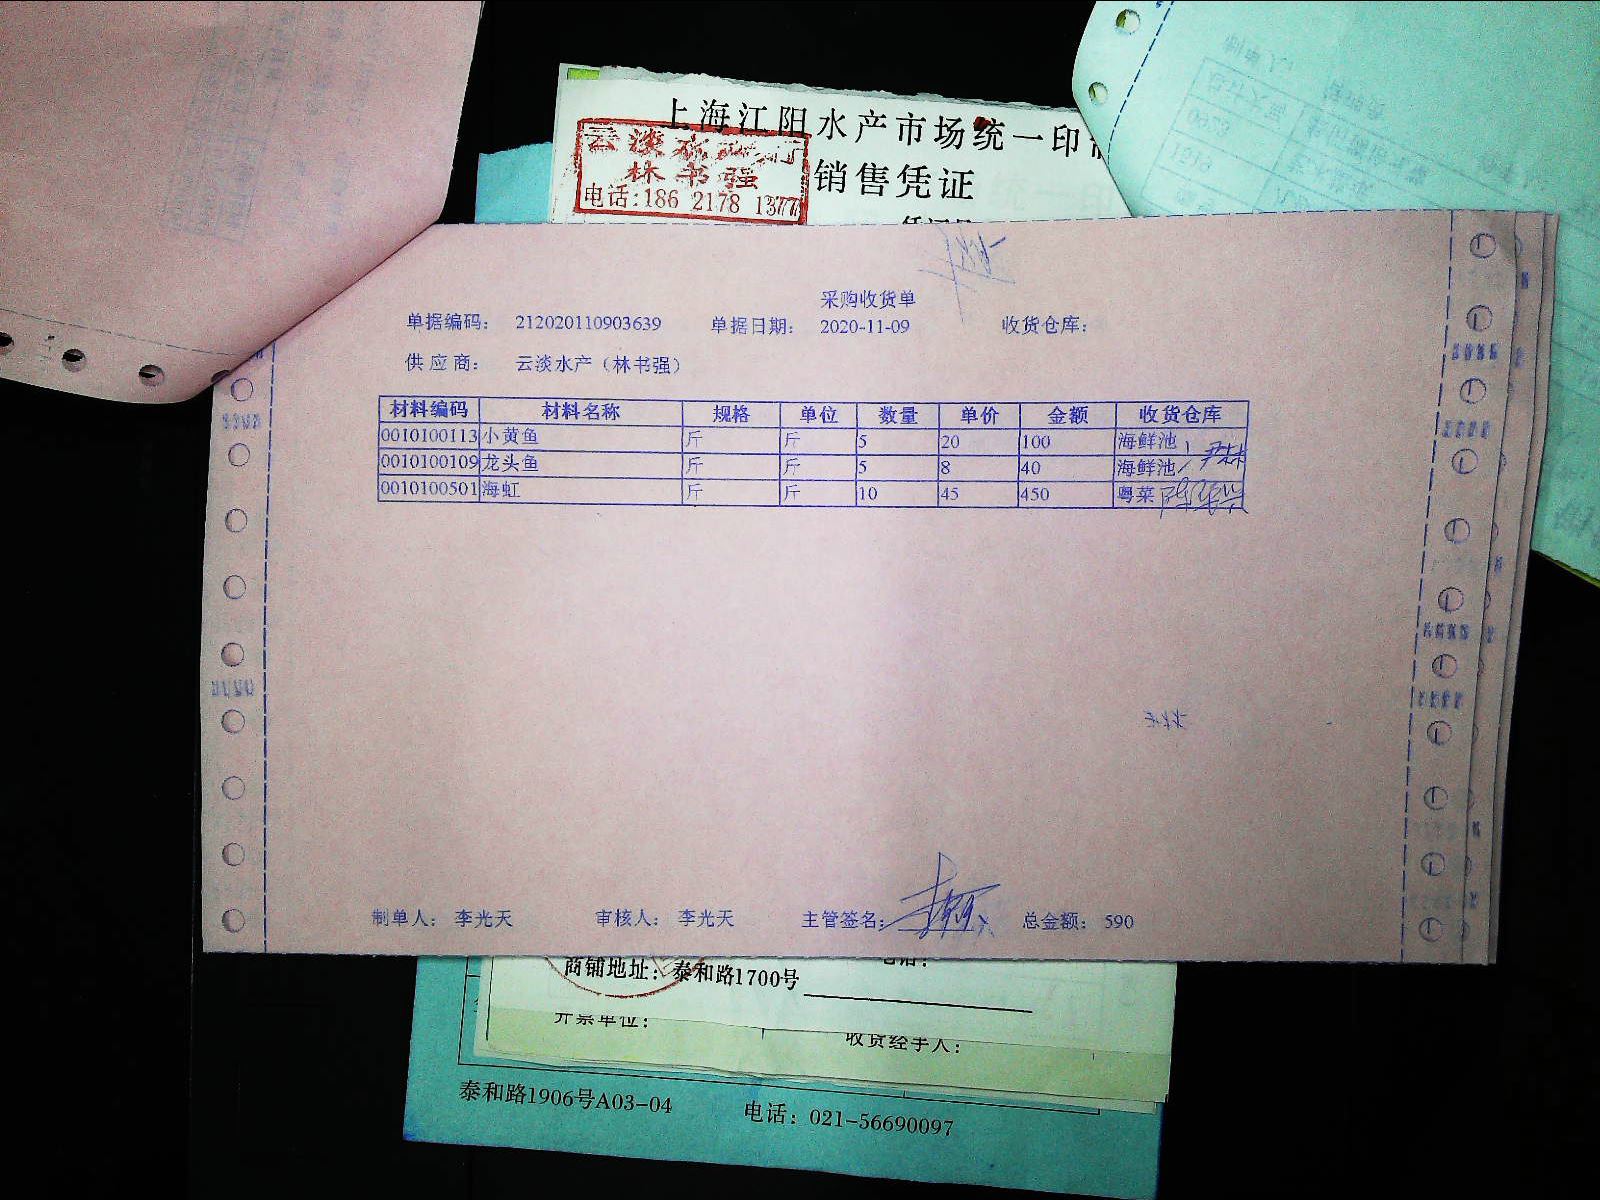 上海江阳水产市场统一印
云淡水产行
林书强
电话:186 2178 1377
销售凭证
采购收货单
单据编码: 212020110903639 单据日期: 2020-11-09 收货仓库:
供应商: 云淡水产（林书强）
材料编码 材料名称 规格 单位 数量 单价 金额 收货仓库
0010100113 小黄鱼 斤 斤 5 20 100 海鲜池
0010100109 龙头鱼 斤 斤 5 8 40 海鲜池
0010100501 海虹 斤 斤 10 45 450 粤菜
制单人: 李光天 审核人: 李光天 主管签名: 总金额: 590
商铺地址: 泰和路1700号 电话:
开票单位: 收货经手人:
泰和路1906号A03-04 电话: 021-56690097